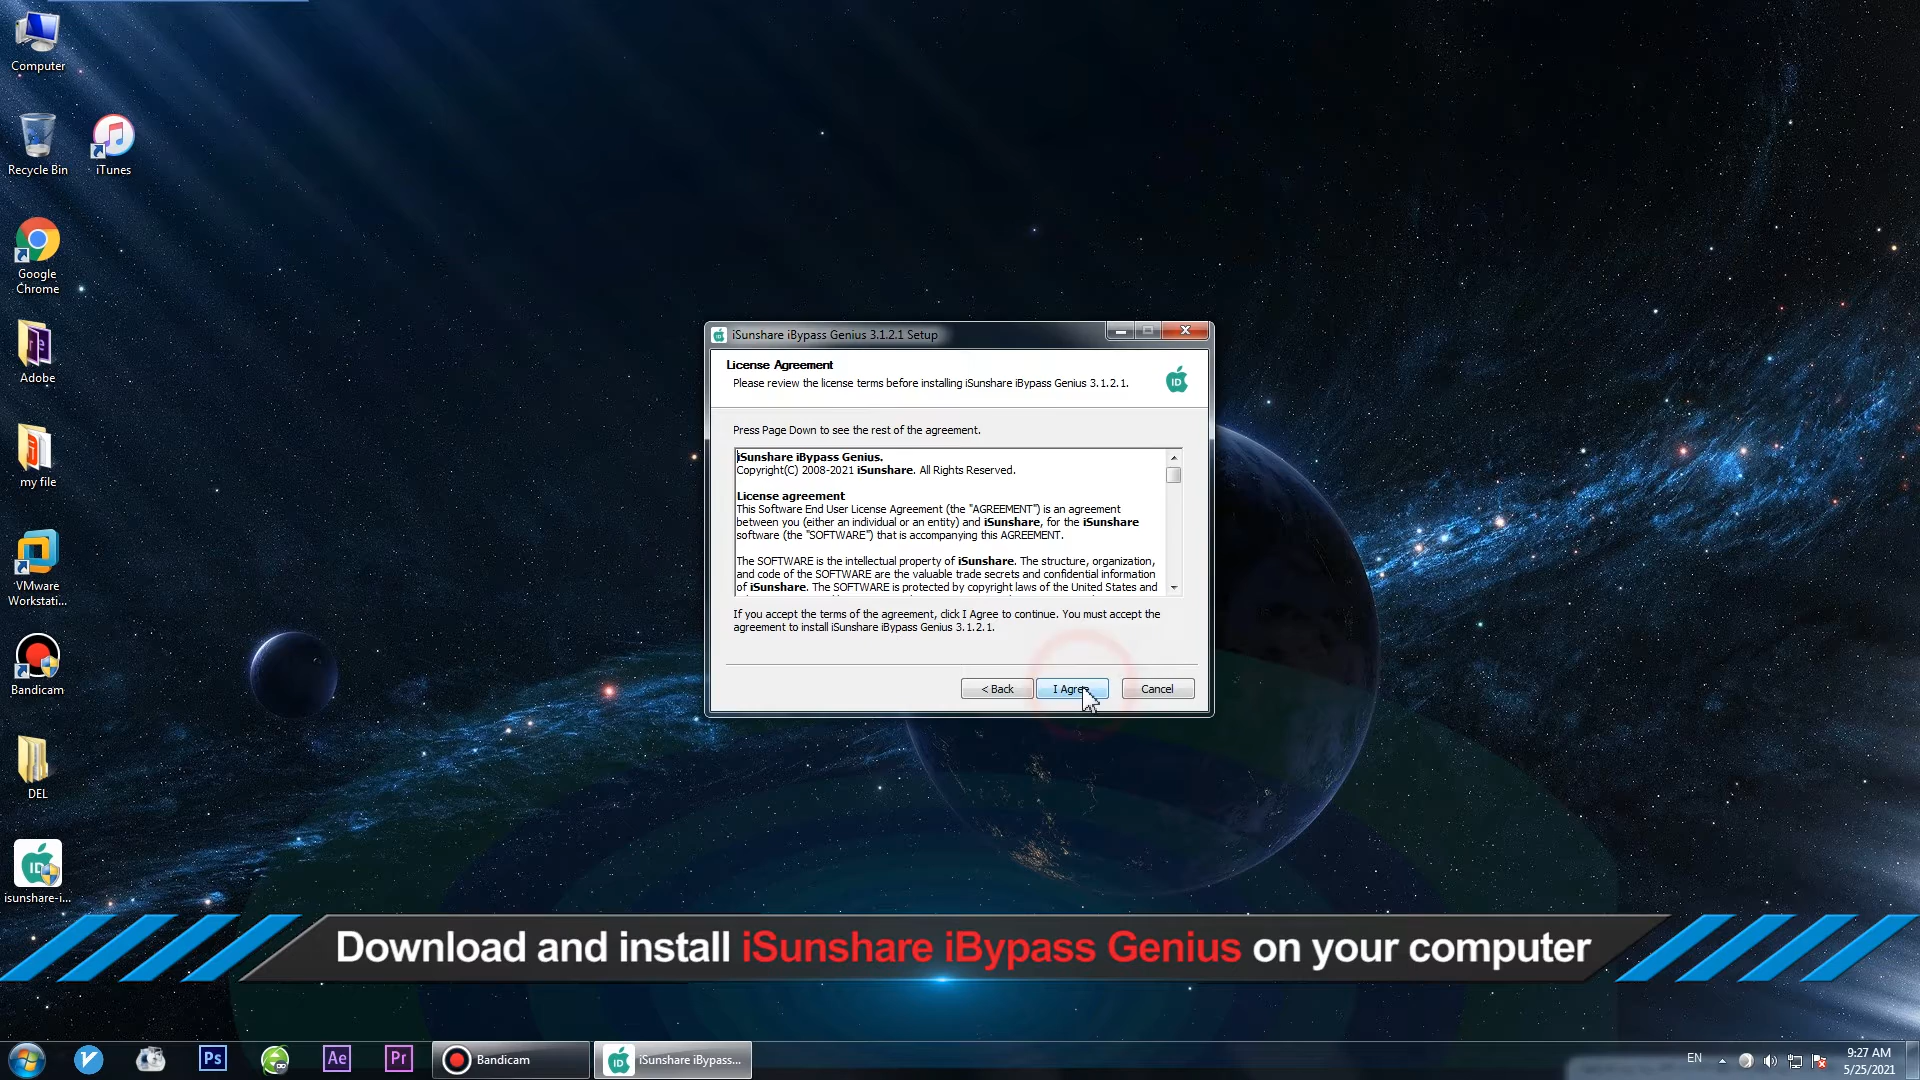 Computer
Recycle Bin
iTunes
Google
Chrome
Adobe
my file
VMware
Workstati...
Bandicam
DEL
isunshare-i...
iSunshare iBypass Genius 3.1.2.1 Setup
License Agreement
Please review the license terms before installing iSunshare iBypass Genius 3.1.2.1.
ID
Press Page Down to see the rest of the agreement.
iSunshare iBypass Genius.
Copyright(C) 2008-2021 iSunshare. All Rights Reserved.
License agreement
This Software End User License Agreement (the "AGREEMENT") is an agreement
between you (either an individual or an entity) and iSunshare, for the iSunshare
software (the "SOFTWARE") that is accompanying this AGREEMENT.
The SOFTWARE is the intellectual property of iSunshare. The structure, organization,
and code of the SOFTWARE are the valuable trade secrets and confidential information
of iSunshare. The SOFTWARE is protected by copyright laws of the United States and
If you accept the terms of the agreement, click I Agree to continue. You must accept the
agreement to install iSunshare iBypass Genius 3.1.2.1.
< Back
I Agree
Cancel
Download and install iSunshare iBypass Genius on your computer
Ps
Ae
Pr
Bandicam
ID
iSunshare iBypass...
EN
9:27 AM
5/25/2021